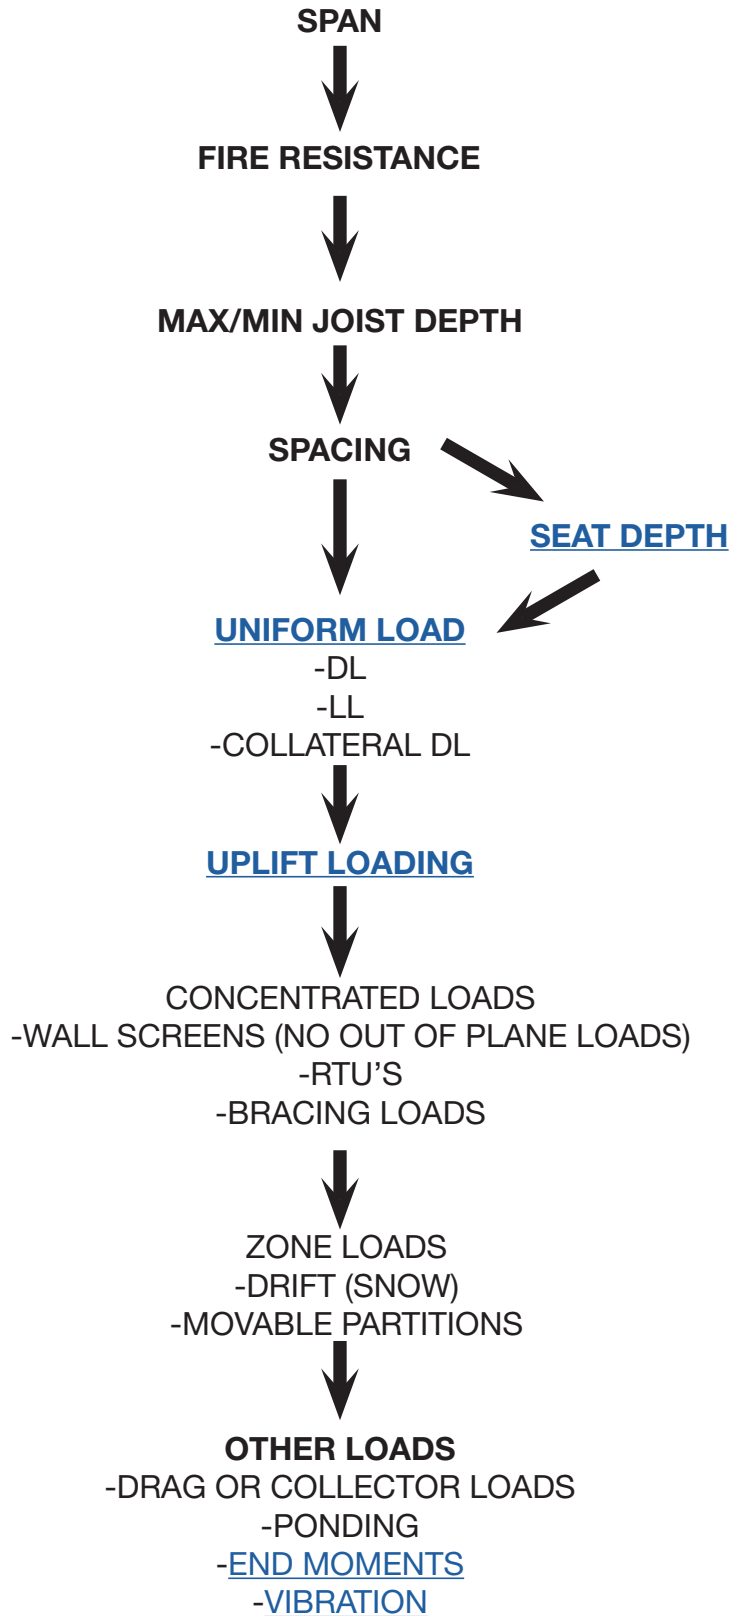 SPAN
FIRE RESISTANCE
MAX/MIN JOIST DEPTH
SPACING
SEAT DEPTH
UNIFORM LOAD
-DL
-LL
-COLLATERAL DL
UPLIFT LOADING
CONCENTRATED LOADS
-WALL SCREENS (NO OUT OF PLANE LOADS)
-RTU’S
-BRACING LOADS
ZONE LOADS
-DRIFT (SNOW)
-MOVABLE PARTITIONS
OTHER LOADS
-DRAG OR COLLECTOR LOADS
-PONDING
-END MOMENTS
-VIBRATION